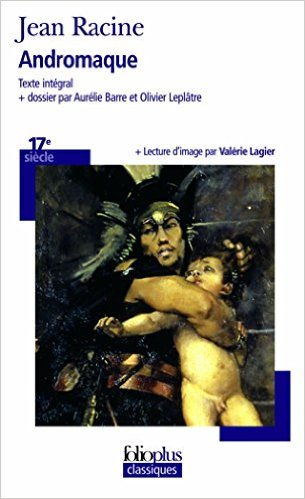 Jean Racine
Andromaque
Texte intégral
+ dossier par Aurélie Barre et Olivier Leplâtre
17e
siècle
+ Lecture d'image par Valérie Lagier
folioplus
classiques